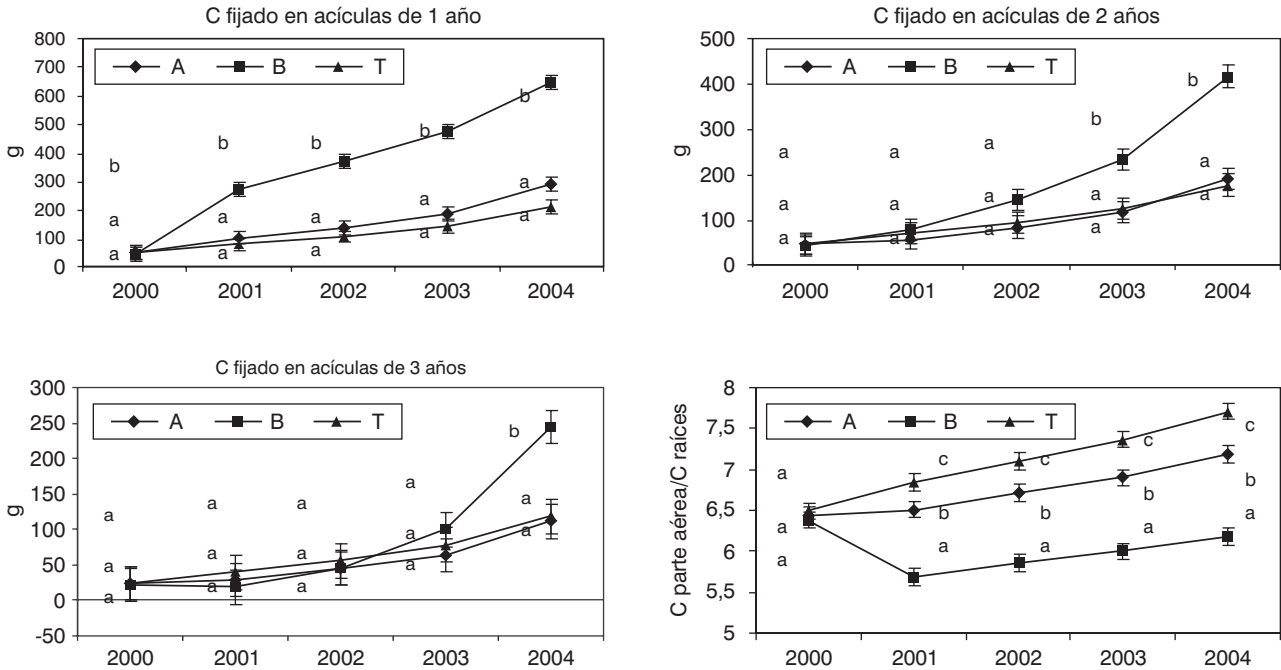 C fijado en acículas de 1 año
800
700
600
500
400
300
200
100
0
g
A B T
b b b b b
a a a a a
a a a a a
2000 2001 2002 2003 2004
C fijado en acículas de 2 años
500
400
300
200
100
0
g
A B T
a a a b b
a a a a a
a a a a a
2000 2001 2002 2003 2004
C fijado en acículas de 3 años
300
250
200
150
100
50
0
-50
g
A B T
a a a a b
a a a a a
a a a a a
2000 2001 2002 2003 2004
8
7,5
7
6,5
6
5,5
5
C parte aérea/C raíces
A B T
a c c c c
a b b b b
a a a a a
2000 2001 2002 2003 2004